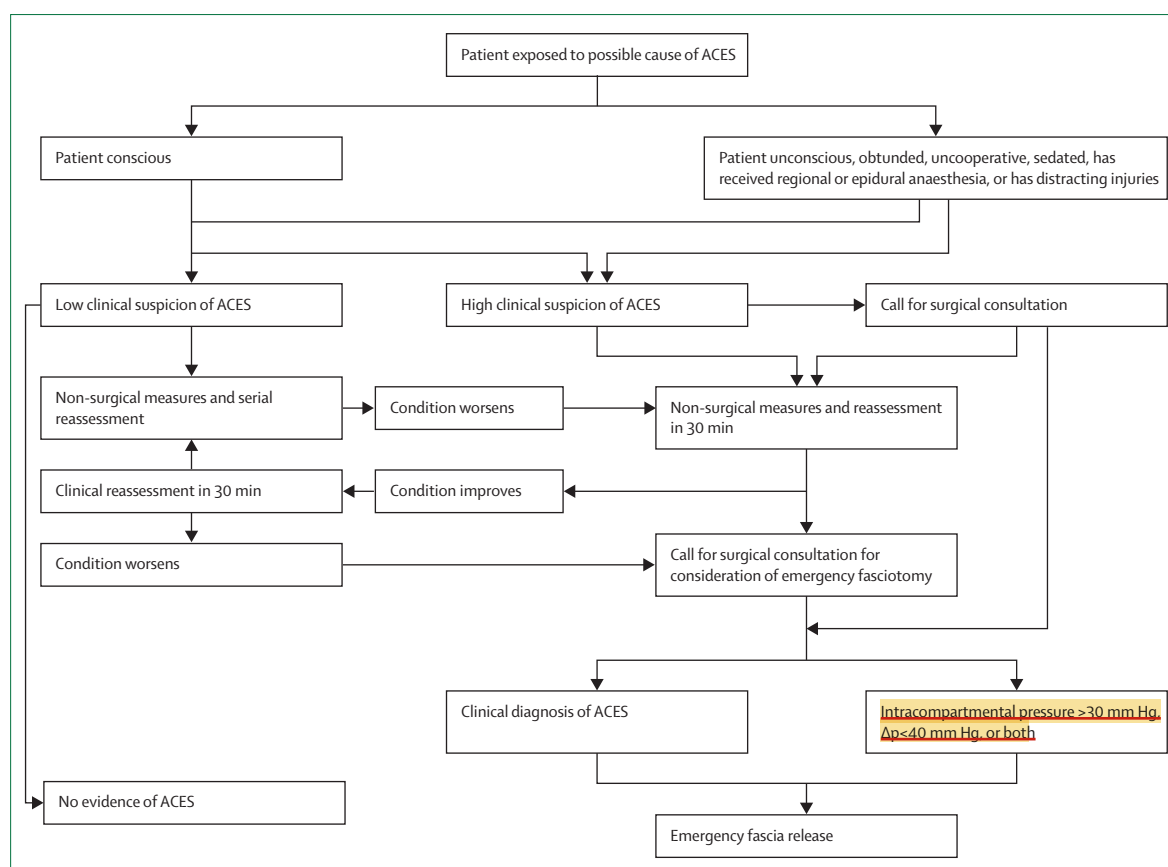 Patient exposed to possible cause of ACES
Patient conscious
Patient unconscious, obtunded, uncooperative, sedated, has
received regional or epidural anaesthesia, or has distracting injuries
Low clinical suspicion of ACES
High clinical suspicion of ACES
Call for surgical consultation
Non-surgical measures and serial
reassessment
Condition worsens
Non-surgical measures and reassessment
in 30 min
Clinical reassessment in 30 min
Condition improves
Condition worsens
Call for surgical consultation for
consideration of emergency fasciotomy
Clinical diagnosis of ACES
Intracompartmental pressure >30 mm Hg,
Δp<40 mm Hg, or both
No evidence of ACES
Emergency fascia release